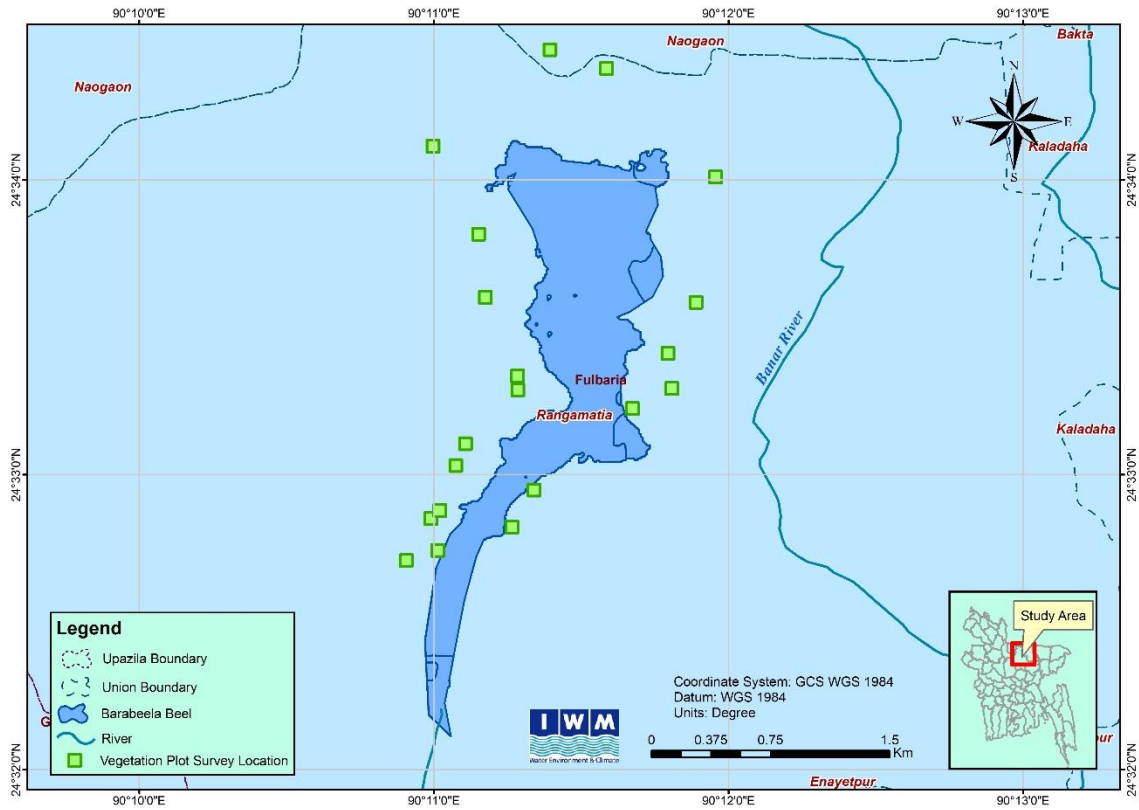 90°10'0"E
90°11'0"E
90°12'0"E
90°13'0"E
Naogaon
Bakta
Naogaon
N
W
E
S
Kaladaha
24°34'0"N
24°34'0"N
Banar River
Fulbaria
Rangamatia
Kaladaha
24°33'0"N
24°33'0"N
Legend
Upazila Boundary
Union Boundary
Barabeela Beel
River
Vegetation Plot Survey Location
G
IWM
Water Environment & Climate
Coordinate System: GCS WGS 1984
Datum: WGS 1984
Units: Degree
0 0.375 0.75 1.5
Km
Study Area
Enayetpur
24°32'0"N
24°32'0"N
90°10'0"E
90°11'0"E
90°12'0"E
90°13'0"E